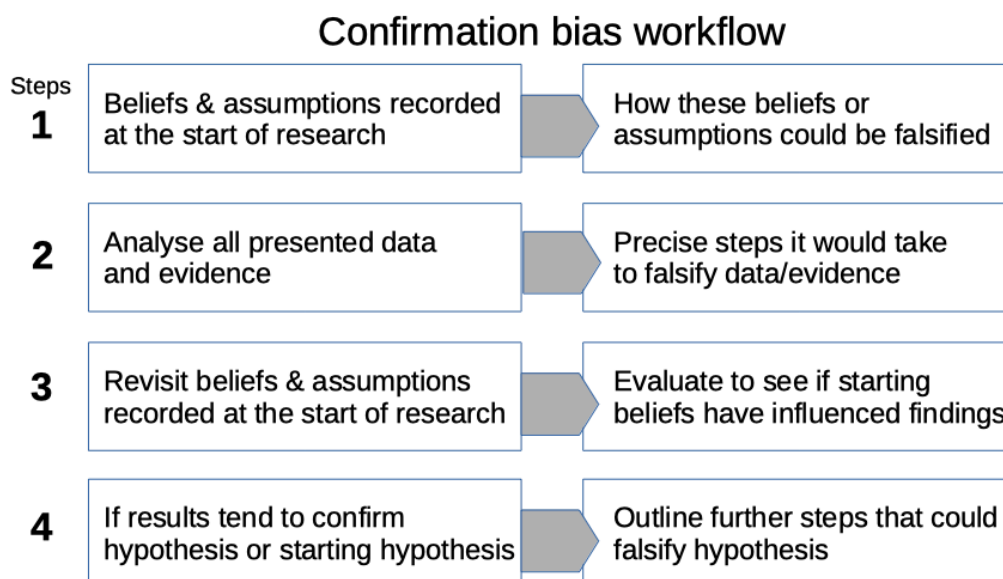 Confirmation bias workflow
Steps
1
Beliefs & assumptions recorded
at the start of research
How these beliefs or
assumptions could be falsified
2
Analyse all presented data
and evidence
Precise steps it would take
to falsify data/evidence
3
Revisit beliefs & assumptions
recorded at the start of research
Evaluate to see if starting
beliefs have influenced findings
4
If results tend to confirm
hypothesis or starting hypothesis
Outline further steps that could
falsify hypothesis